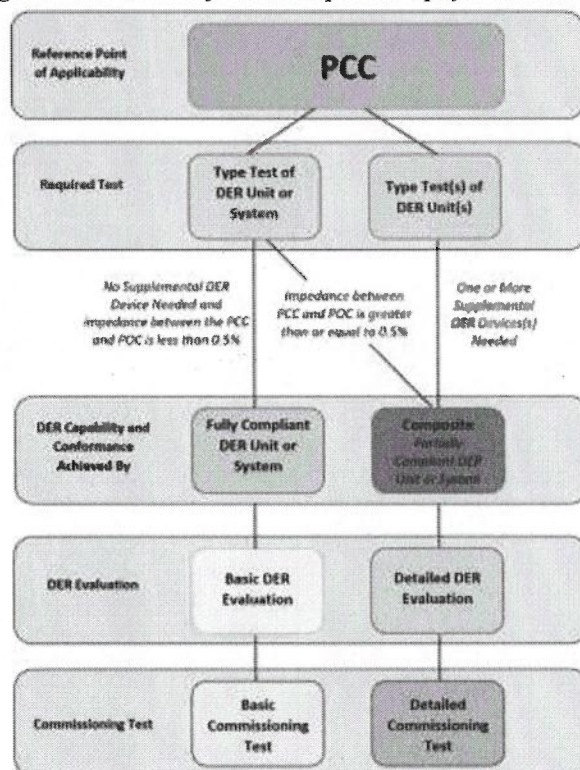 Reference Point
of Applicability
PCC
Required Test
Type Test of
DER Unit or
System
Type Test(s) of
DER Unit(s)
No Supplemental DER
Device Needed and
impedance between the PCC
and POC is less than 0.5%
impedance between
PCC and POC is greater
than or equal to 0.5%
One or More
Supplemental
DER Devices(s)
Needed
DER Capability and
Conformance
Achieved By
Fully Compliant
DER Unit or
System
Composite
Partially
Compliant DER
Unit or System
DER Evaluation
Basic DER
Evaluation
Detailed DER
Evaluation
Commissioning Test
Basic
Commissioning
Test
Detailed
Commissioning
Test